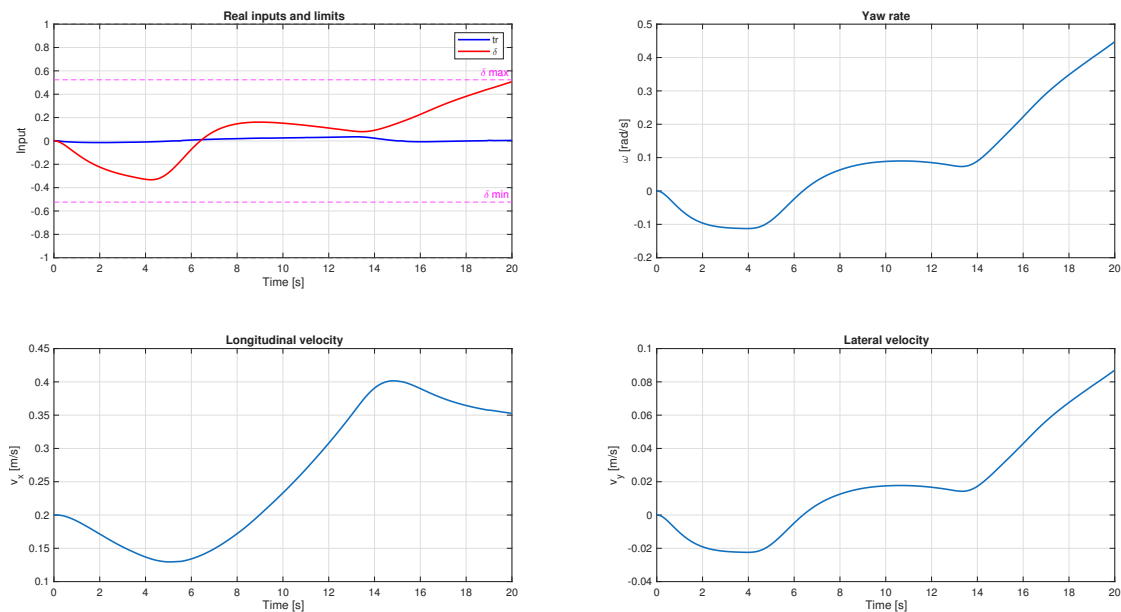 Real inputs and limits
1
0.8
0.6
0.4
0.2
0
-0.2
-0.4
-0.6
-0.8
-1
Input
tr
δ
δ max
δ min
0 2 4 6 8 10 12 14 16 18 20
Time [s]
Yaw rate
0.5
0.4
0.3
0.2
0.1
0
-0.1
-0.2
ω [rad/s]
0 2 4 6 8 10 12 14 16 18 20
Time [s]
Longitudinal velocity
0.45
0.4
0.35
0.3
0.25
0.2
0.15
0.1
v_x [m/s]
0 2 4 6 8 10 12 14 16 18 20
Time [s]
Lateral velocity
0.1
0.08
0.06
0.04
0.02
0
-0.02
-0.04
v_y [m/s]
0 2 4 6 8 10 12 14 16 18 20
Time [s]